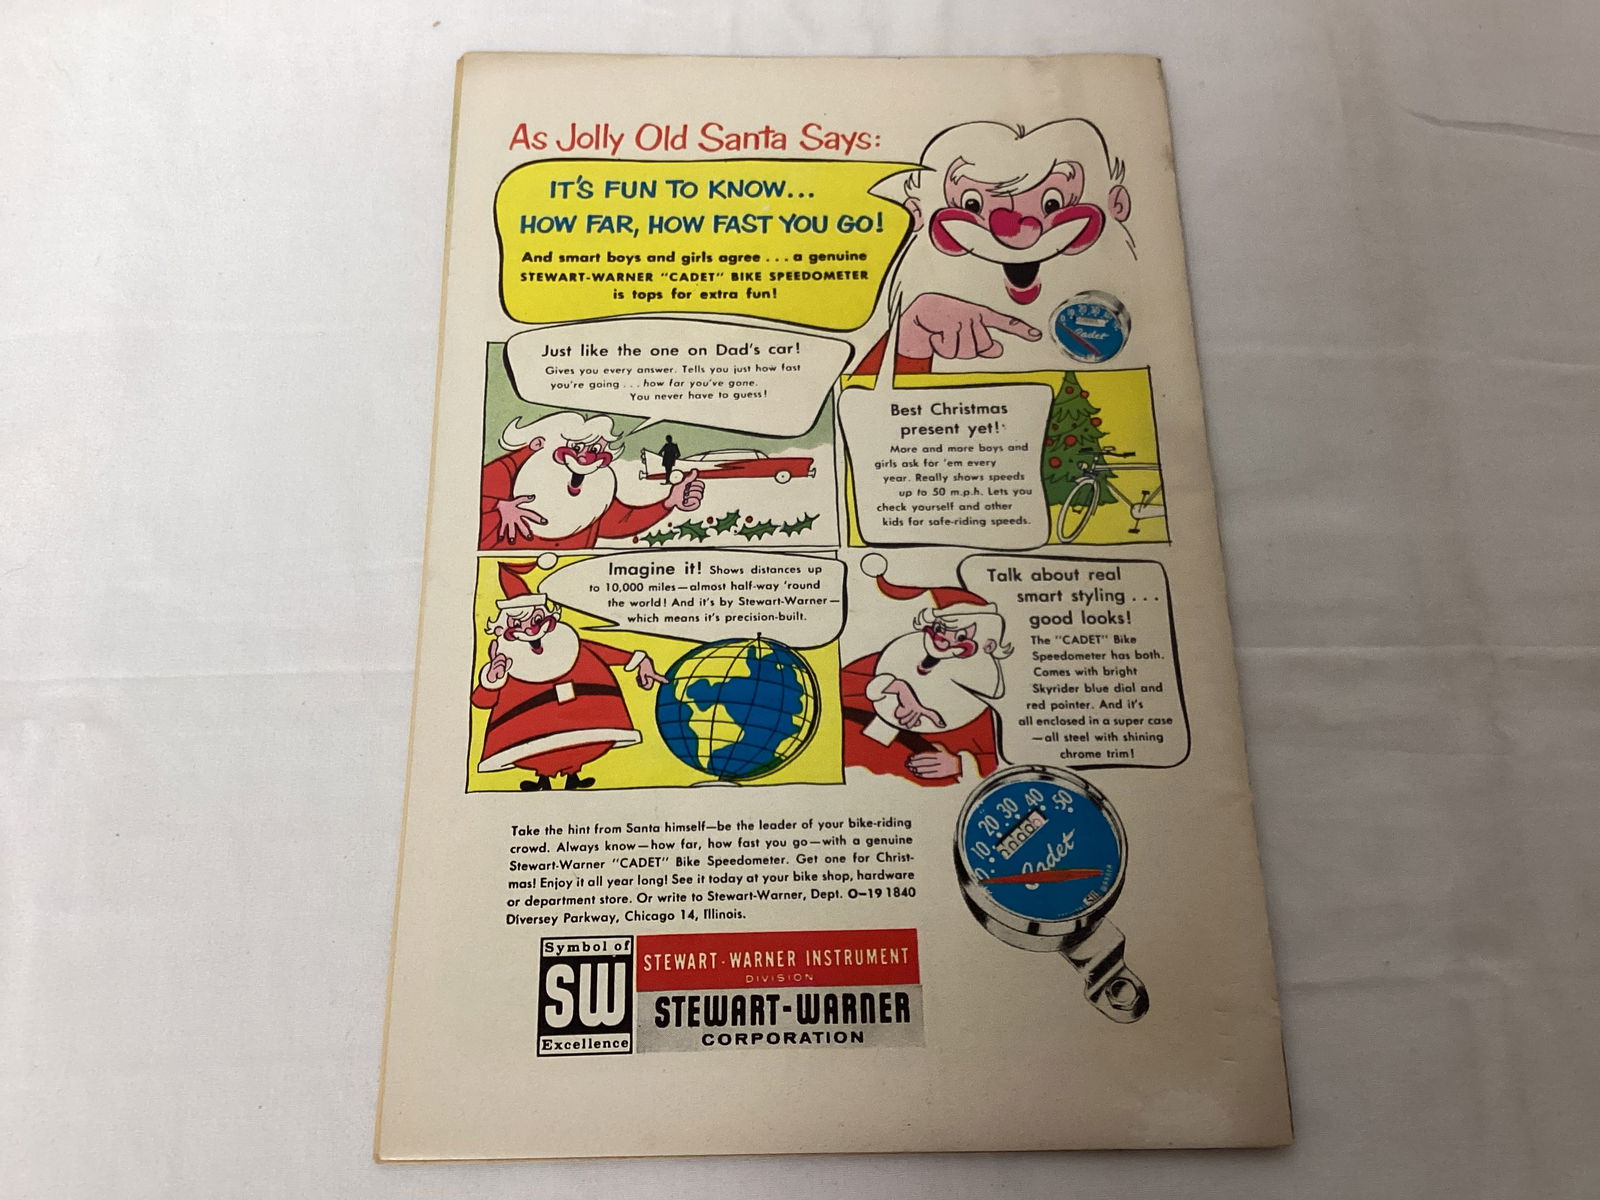 As Jolly Old Santa Says:
IT'S FUN TO KNOW...
HOW FAR, HOW FAST YOU GO!
And smart boys and girls agree . . . a genuine
STEWART-WARNER "CADET" BIKE SPEEDOMETER
is tops for extra fun!
Just like the one on Dad's car!
Gives you every answer. Tells you just how fast
you're going . . . how far you've gone.
You never have to guess!
Cadet
Best Christmas
present yet!
More and more boys and
girls ask for 'em every
year. Really shows speeds
up to 50 m.p.h. Lets you
check yourself and other
kids for safe-riding speeds.
Imagine it! Shows distances up
to 10,000 miles—almost half-way 'round
the world! And it's by Stewart-Warner—
which means it's precision-built.
Talk about real
smart styling . . .
good looks!
The "CADET" Bike
Speedometer has both.
Comes with bright
Skyrider blue dial and
red pointer. And it's
all enclosed in a super case
—all steel with shining
chrome trim!
0 10 20 30 40 50
Cadet
SW
Take the hint from Santa himself—be the leader of your bike-riding
crowd. Always know—how far, how fast you go—with a genuine
Stewart-Warner "CADET" Bike Speedometer. Get one for Christ-
mas! Enjoy it all year long! See it today at your bike shop, hardware
or department store. Or write to Stewart-Warner, Dept. O-19 1840
Diversey Parkway, Chicago 14, Illinois.
Symbol of
SW
Excellence
STEWART-WARNER INSTRUMENT
DIVISION
STEWART-WARNER
CORPORATION